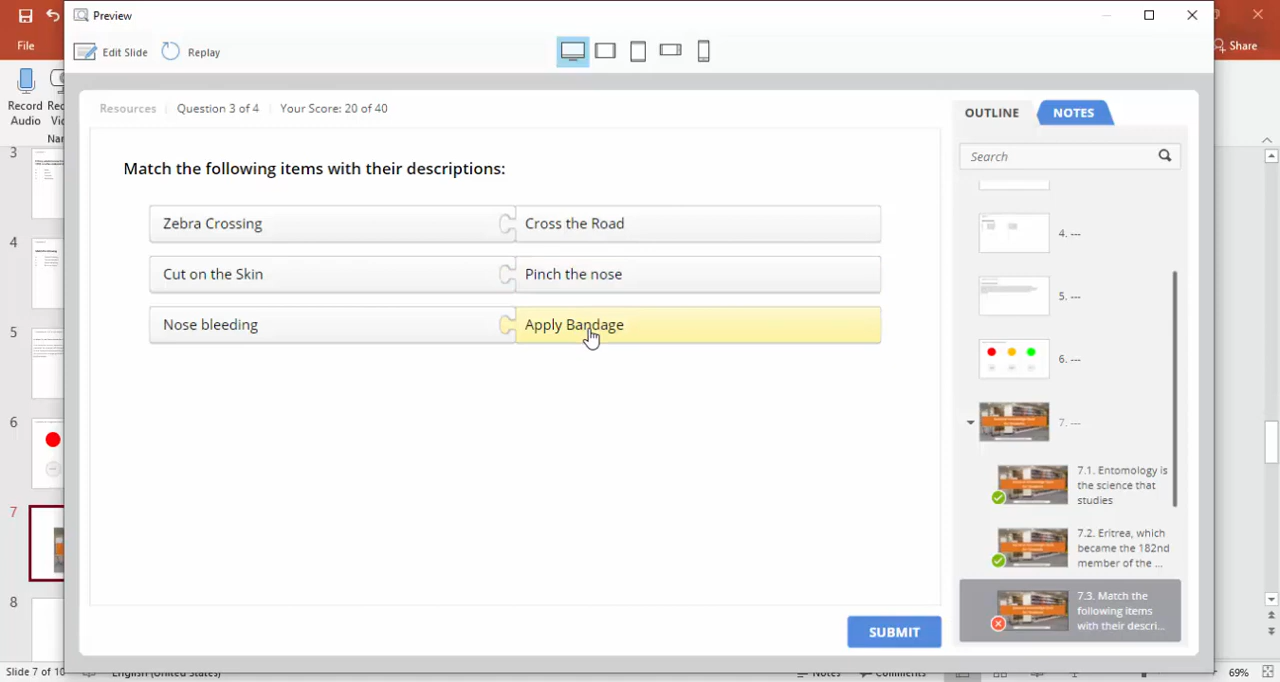 Preview
File
Share
Edit Slide
Replay
Record
Audio
Resources
Question 3 of 4
Your Score: 20 of 40
OUTLINE
NOTES
Search
Match the following items with their descriptions:
Zebra Crossing
Cross the Road
Cut on the Skin
Pinch the nose
Nose bleeding
Apply Bandage
3
4
5
6
7
8
4. ---
5. ---
6. ---
7. ---
7.1. Entomology is
the science that
studies
7.2. Eritrea, which
became the 182nd
member of the ...
7.3. Match the
following items
with their descri...
SUBMIT
Slide 7 of 10
English (United States)
Notes
Comments
69%